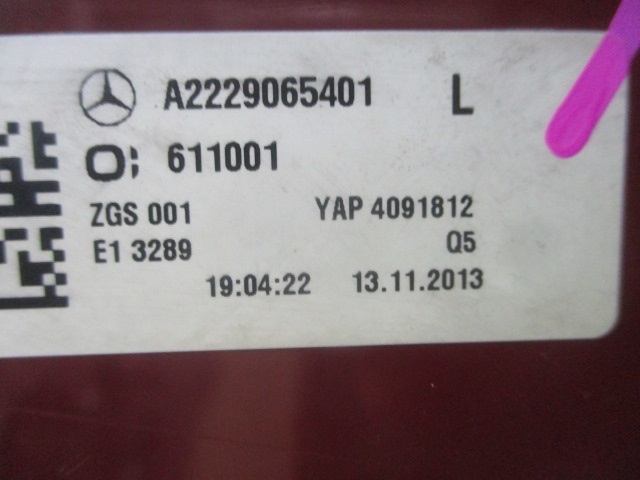 A2229065401 L
611001
ZGS 001 YAP 4091812
E1 3289 Q5
19:04:22 13.11.2013